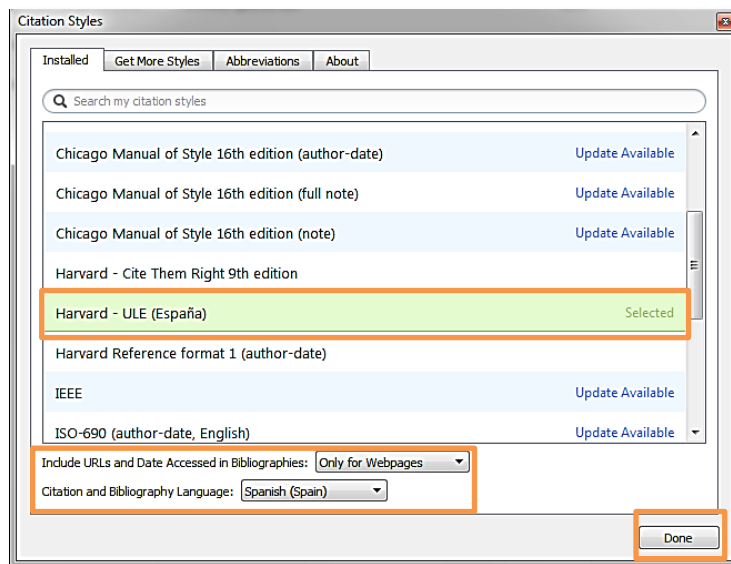 Citation Styles
Installed Get More Styles Abbreviations About
Search my citation styles
Chicago Manual of Style 16th edition (author-date) Update Available
Chicago Manual of Style 16th edition (full note) Update Available
Chicago Manual of Style 16th edition (note) Update Available
Harvard - Cite Them Right 9th edition
Harvard - ULE (España) Selected
Harvard Reference format 1 (author-date)
IEEE Update Available
ISO-690 (author-date, English) Update Available
Include URLs and Date Accessed in Bibliographies: Only for Webpages
Citation and Bibliography Language: Spanish (Spain)
Done